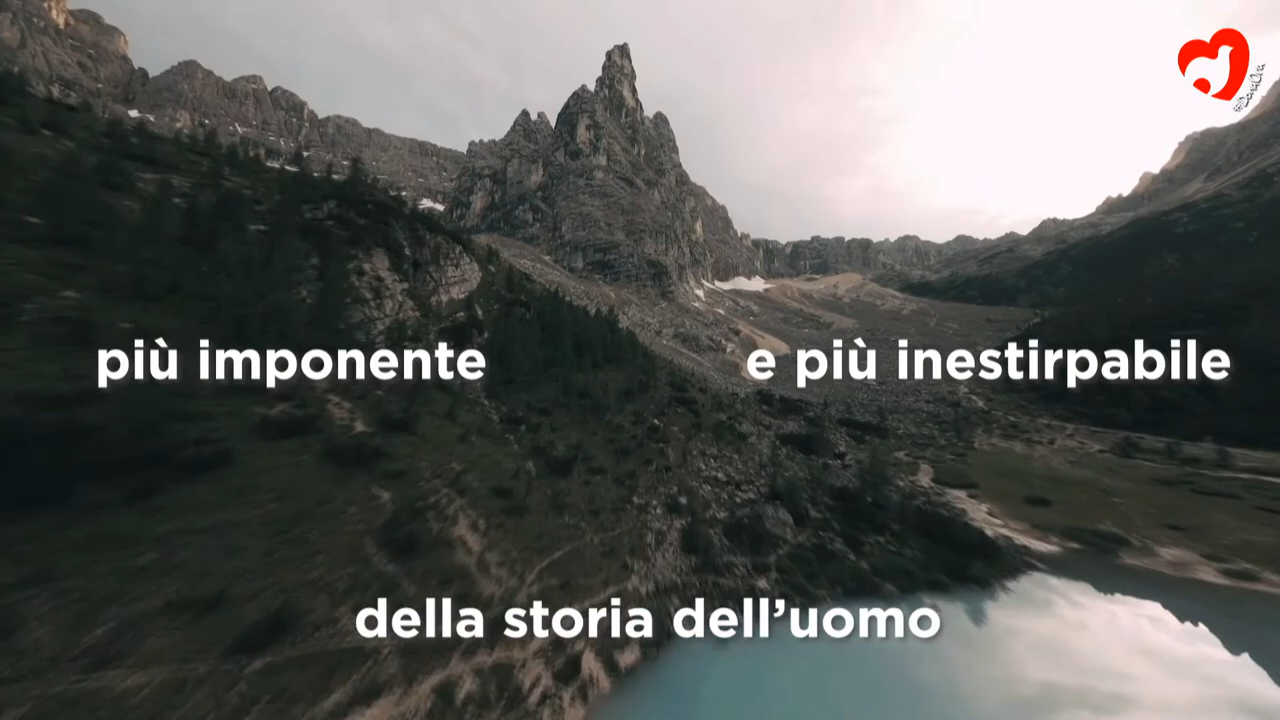 più imponente
e più inestirpabile
della storia dell’uomo